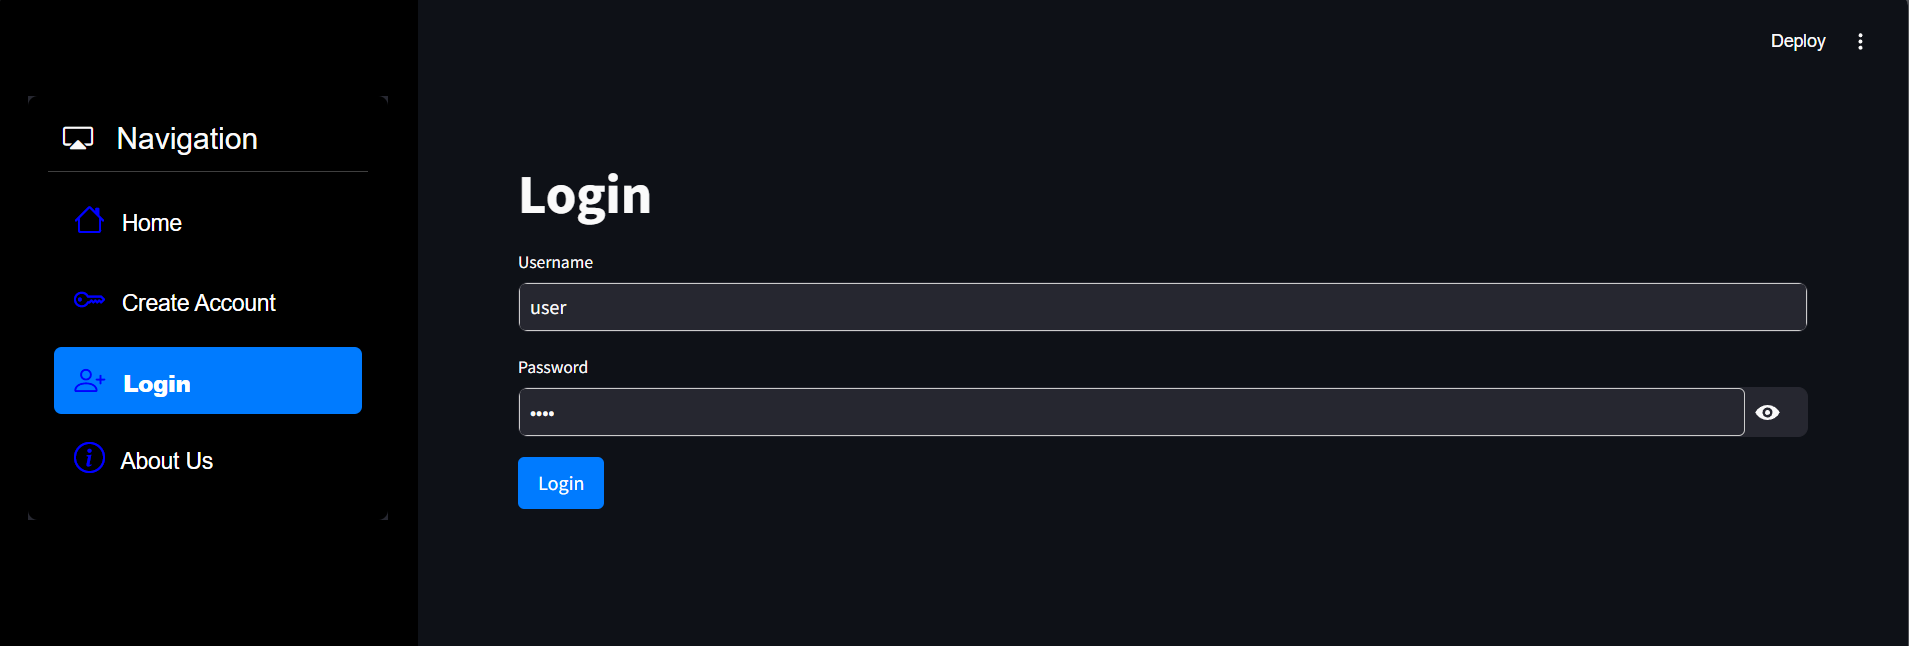 Deploy
Navigation
Home
Create Account
Login
About Us
Login
Username
user
Password
••••
Login